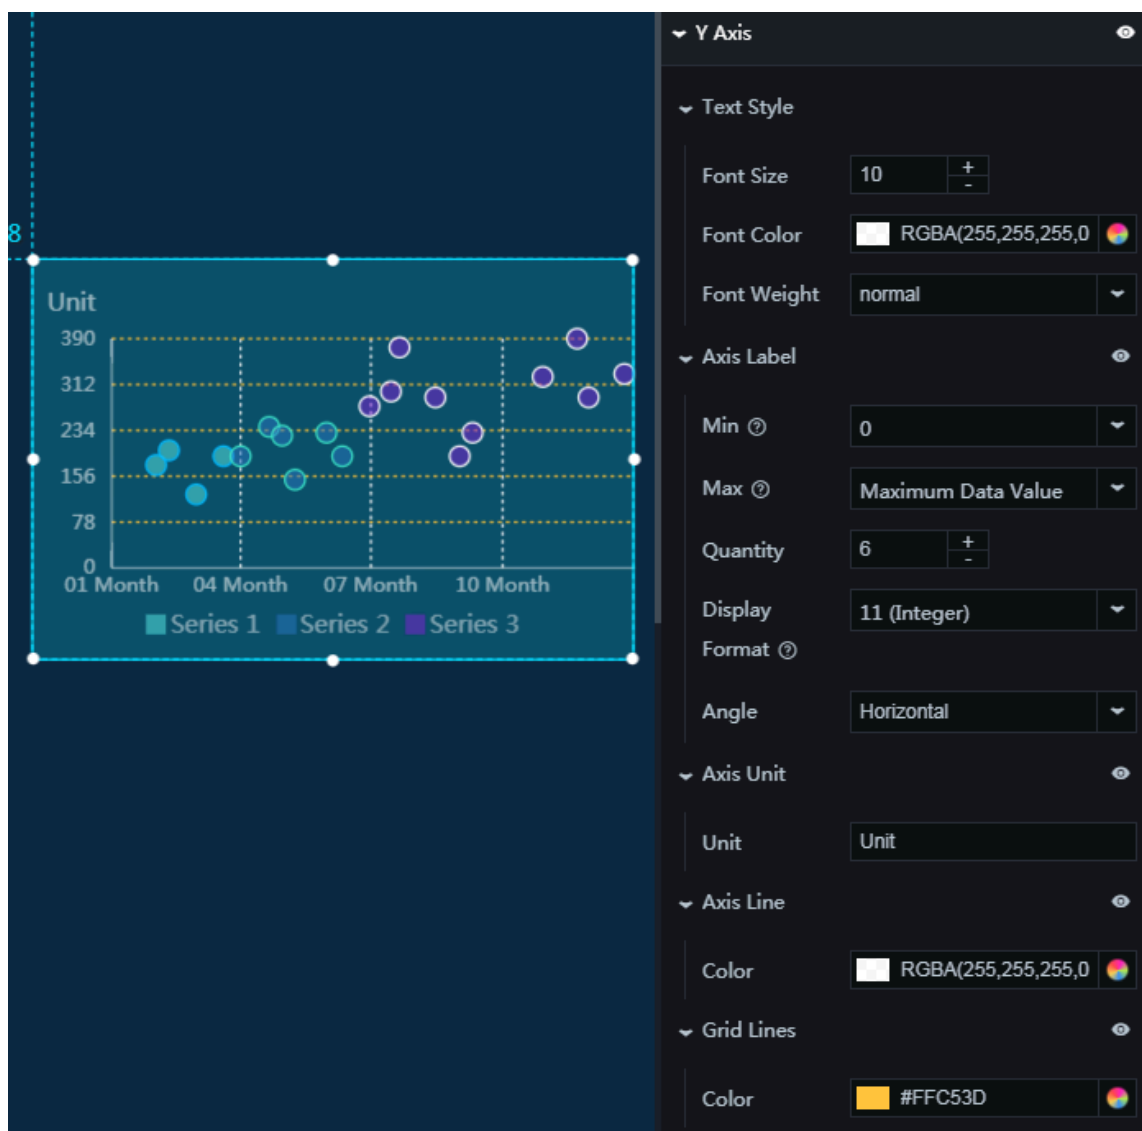 8
Unit
390
312
234
156
78
0
01 Month 04 Month 07 Month 10 Month
Series 1 Series 2 Series 3
Y Axis
Text Style
Font Size 10 + -
Font Color RGBA(255,255,255,0
Font Weight normal
Axis Label
Min ? 0
Max ? Maximum Data Value
Quantity 6 + -
Display 11 (Integer)
Format ?
Angle Horizontal
Axis Unit
Unit Unit
Axis Line
Color RGBA(255,255,255,0
Grid Lines
Color #FFC53D